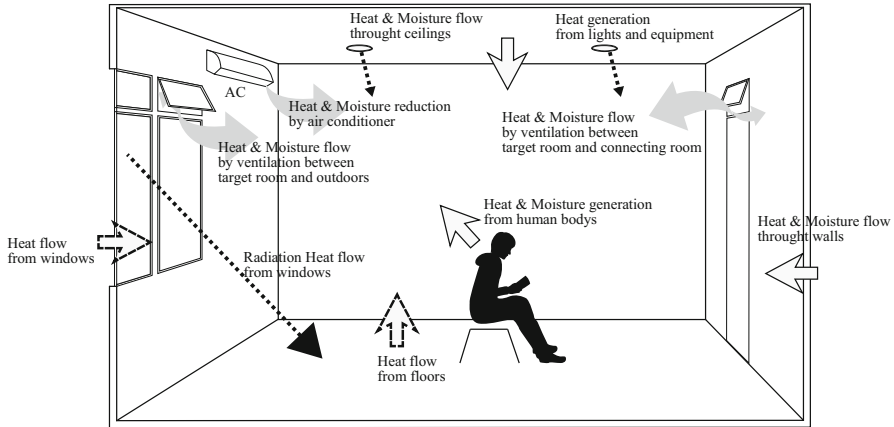 Heat & Moisture flow
throught ceilings
Heat generation
from lights and equipment
AC
Heat & Moisture reduction
by air conditioner
Heat & Moisture flow
by ventilation between
target room and connecting room
Heat & Moisture flow
by ventilation between
target room and outdoors
Heat & Moisture generation
from human bodys
Heat & Moisture flow
throught walls
Heat flow
from windows
Radiation Heat flow
from windows
Heat flow
from floors